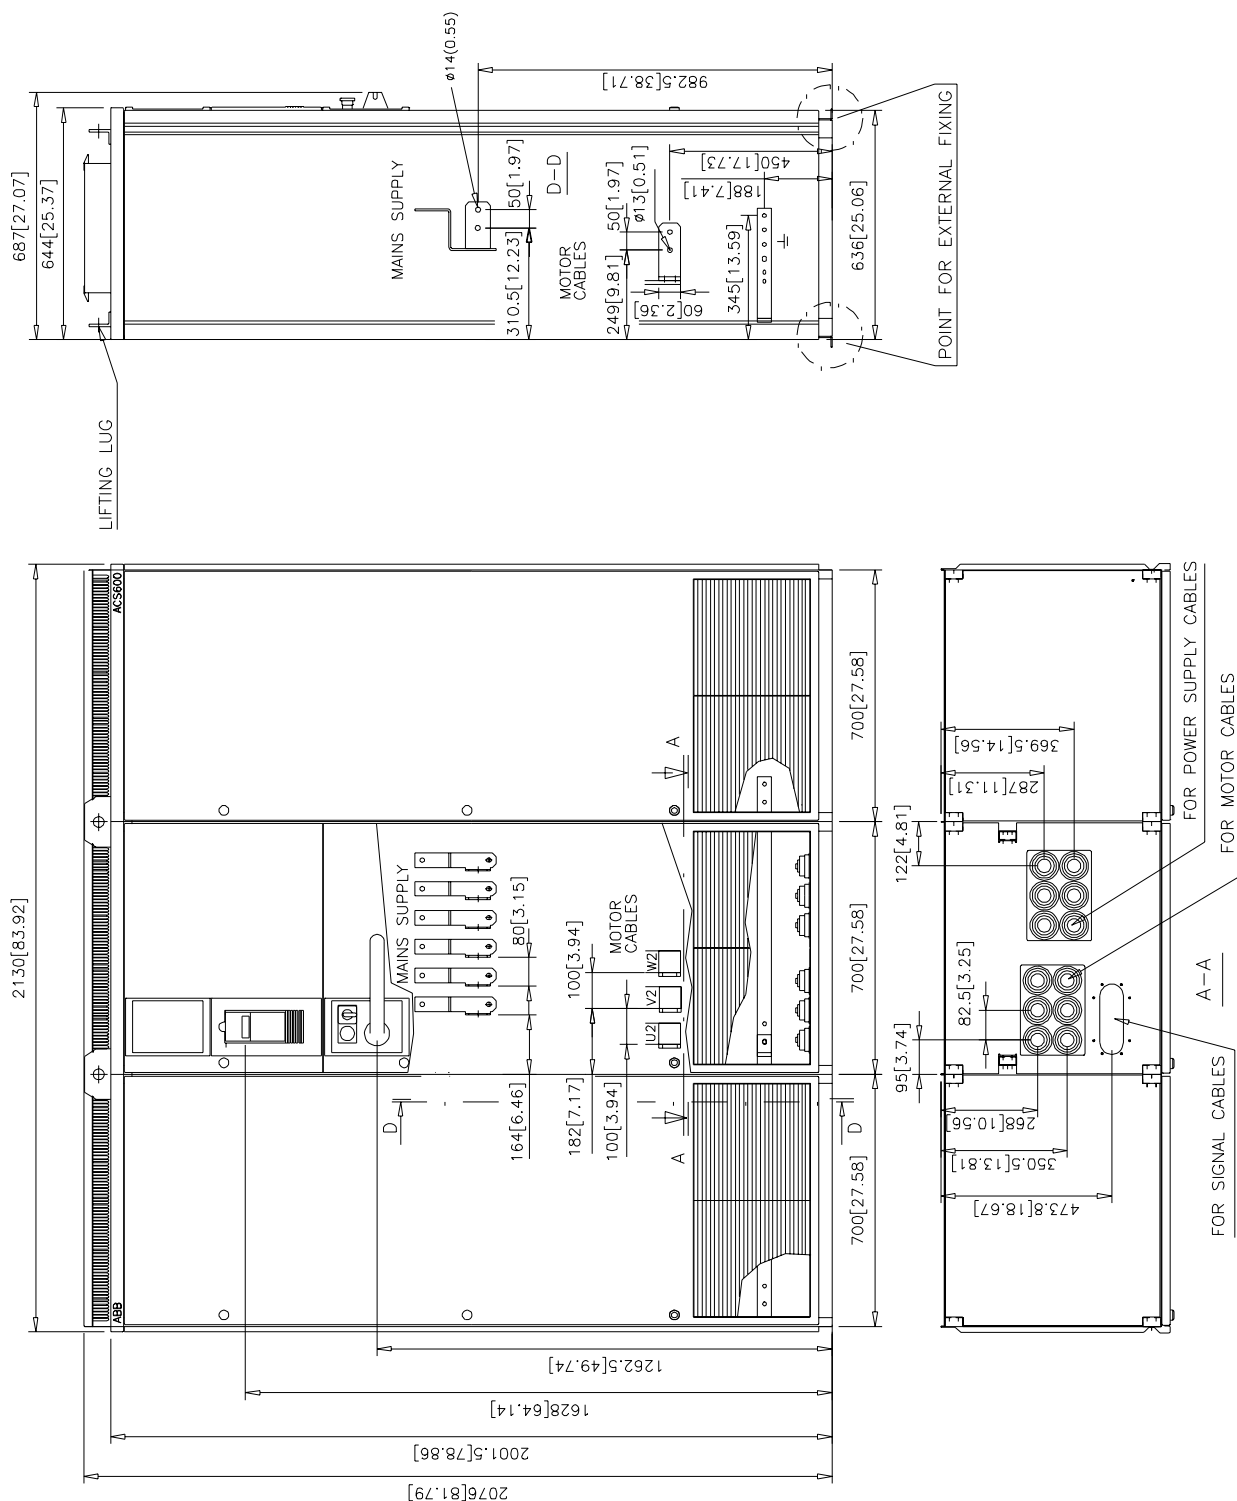 687[27.07]
644[25.37]
LIFTING LUG
MAINS SUPPLY
ø14(0.55)
982.5[38.71]
50[1.97]
D-D
310.5[12.23]
MOTOR
CABLES
50[1.97]
ø13[0.51]
249[9.81]
60[2.36]
450[17.73]
188[7.41]
345[13.59]
636[25.06]
POINT FOR EXTERNAL FIXING
2130[83.92]
ABB
ACS600
MAINS SUPPLY
80[3.15]
164[6.46]
100[3.94]
MOTOR
CABLES
U2
V2
W2
182[7.17]
100[3.94]
A
A
D
D
700[27.58]
700[27.58]
700[27.58]
1262.5[49.74]
1628[64.14]
2001.5[78.86]
2076[81.79]
369.5[14.56]
287[11.31]
122[4.81]
82.5[3.25]
95[3.74]
268[10.56]
350.5[13.81]
473.8[18.67]
A-A
FOR POWER SUPPLY CABLES
FOR MOTOR CABLES
FOR SIGNAL CABLES